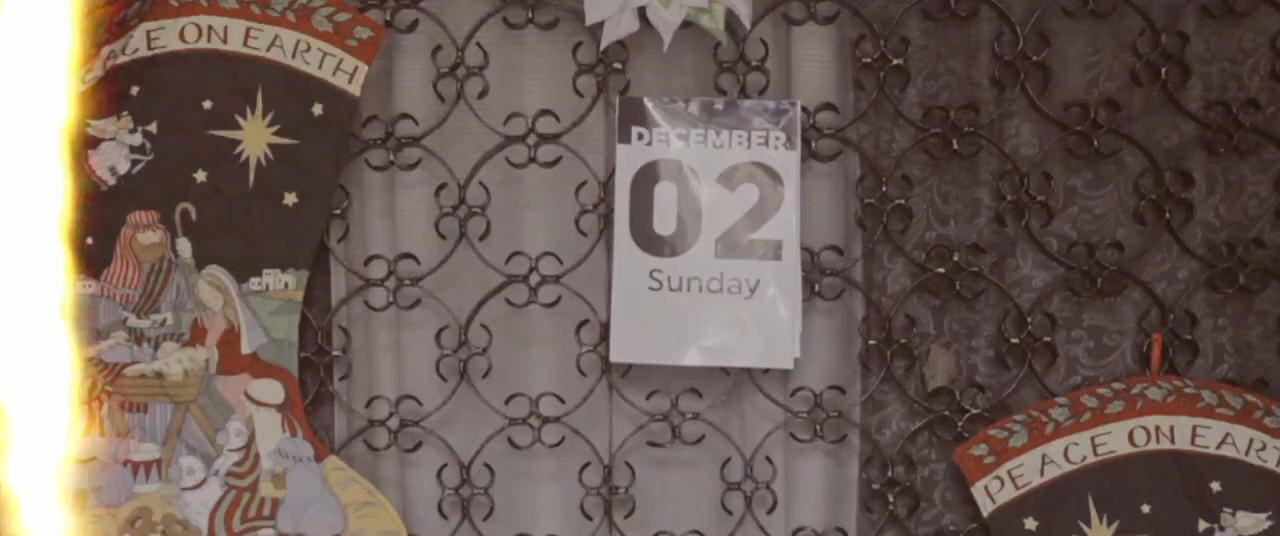 PEACE ON EARTH
DECEMBER
02
Sunday
PEACE ON EART